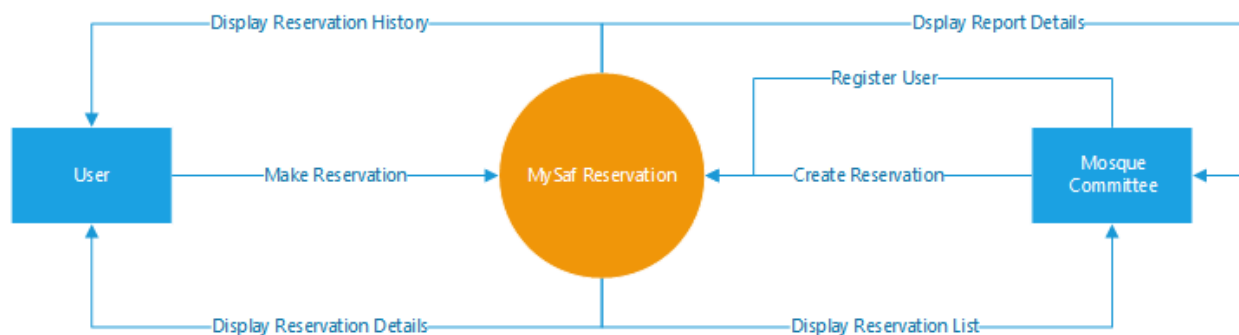 Display Reservation History
Dsplay Report Details
Register User
User
Make Reservation
MySaf Reservation
Create Reservation
Mosque
Committee
Display Reservation Details
Display Reservation List